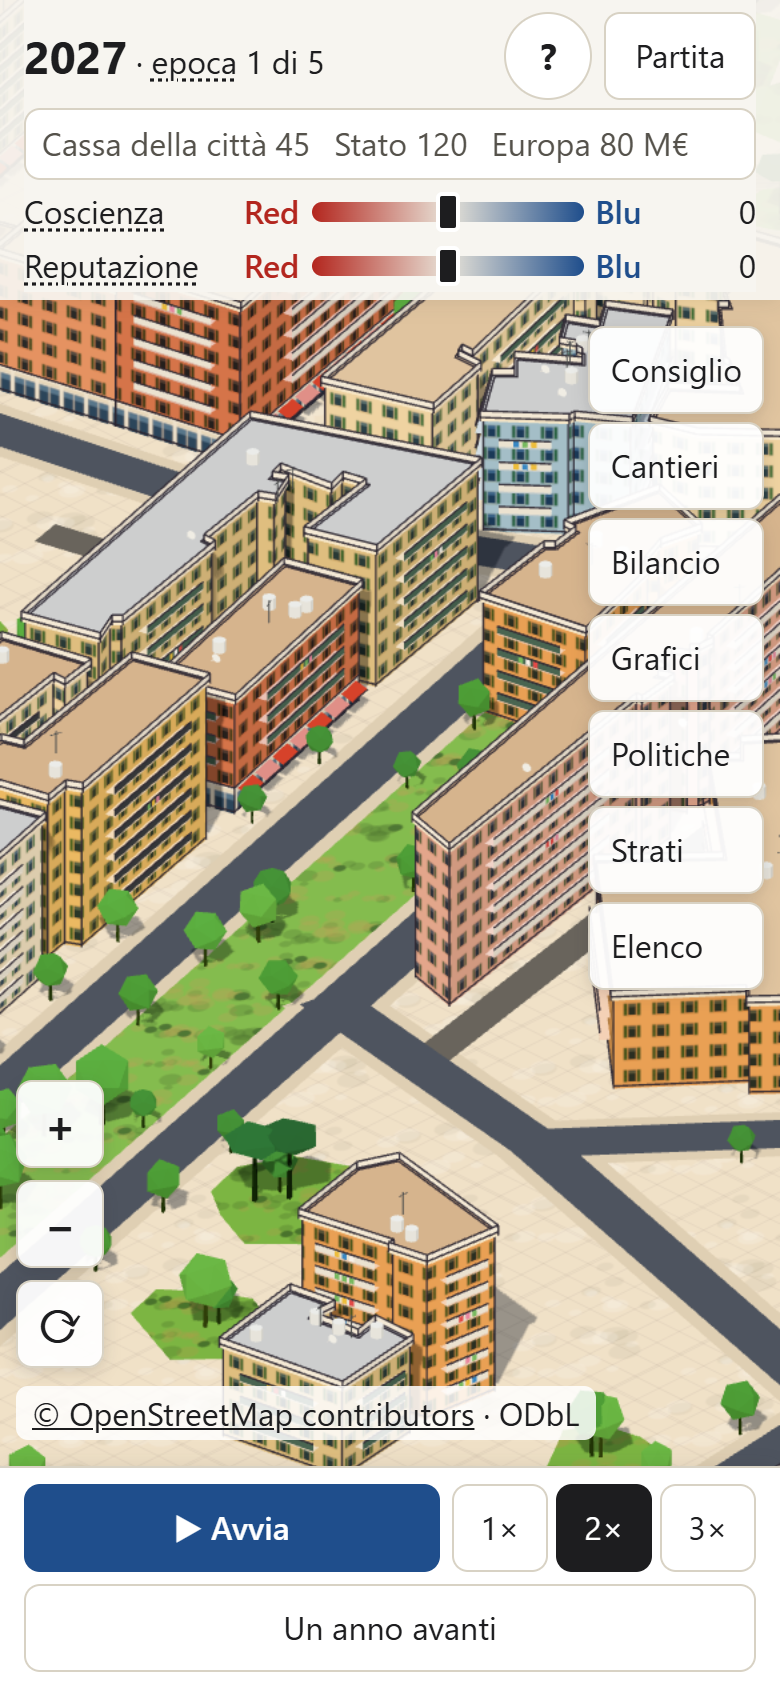 2027 · epoca 1 di 5
?
Partita
Cassa della città 45 Stato 120 Europa 80 M€
Coscienza Red Blu 0
Reputazione Red Blu 0
Consiglio
Cantieri
Bilancio
Grafici
Politiche
Strati
Elenco
+
−
© OpenStreetMap contributors · ODbL
▶ Avvia
1×
2×
3×
Un anno avanti